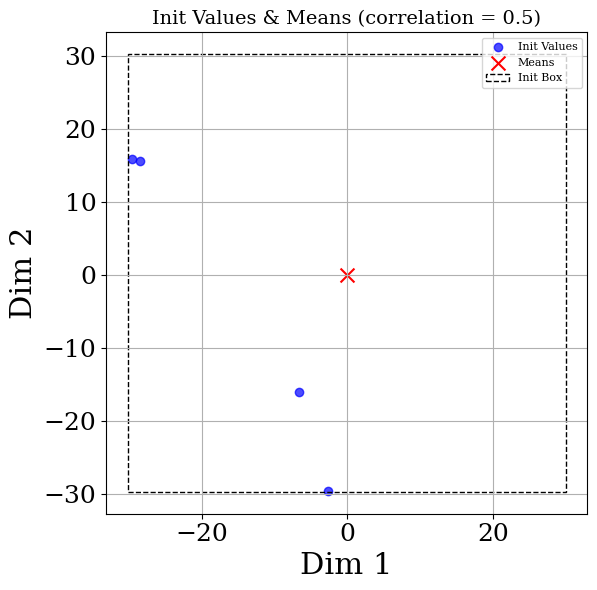 Init Values & Means (correlation = 0.5)
Init Values
Means
Init Box
30
20
10
0
−10
−20
−30
Dim 2
−20
0
20
Dim 1